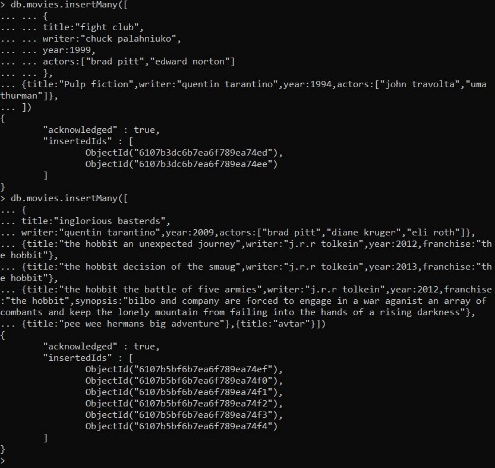 > db.movies.insertMany([
... ... {
... ... title:"fight club",
... ... writer:"chuck palahniuko",
... ... year:1999,
... ... actors:["brad pitt","edward norton"]
... ... },
... {title:"Pulp fiction",writer:"quentin tarantino",year:1994,actors:["john travolta","uma
thurman"]},
... ])
{
"acknowledged" : true,
"insertedIds" : [
ObjectId("6107b3dc6b7ea6f789ea74ed"),
ObjectId("6107b3dc6b7ea6f789ea74ee")
]
}
> db.movies.insertMany([
... {
... title:"inglorious basterds",
... writer:"quentin tarantino",year:2009,actors:["brad pitt","diane kruger","eli roth"]},
... {title:"the hobbit an unexpected journey",writer:"j.r.r tolkein",year:2012,franchise:"th
e hobbit"},
... {title:"the hobbit decision of the smaug",writer:"j.r.r tolkein",year:2013,franchise:"th
e hobbit"},
... {title:"the hobbit the battle of five armies",writer:"j.r.r tolkein",year:2012,franchise
:"the hobbit",synopsis:"bilbo and company are forced to engage in a war aganist an array of
combants and keep the lonely mountain from failing into the hands of a rising darkness"},
... {title:"pee wee hermans big adventure"},{title:"avtar"}])
{
"acknowledged" : true,
"insertedIds" : [
ObjectId("6107b5bf6b7ea6f789ea74ef"),
ObjectId("6107b5bf6b7ea6f789ea74f0"),
ObjectId("6107b5bf6b7ea6f789ea74f1"),
ObjectId("6107b5bf6b7ea6f789ea74f2"),
ObjectId("6107b5bf6b7ea6f789ea74f3"),
ObjectId("6107b5bf6b7ea6f789ea74f4")
]
}
>